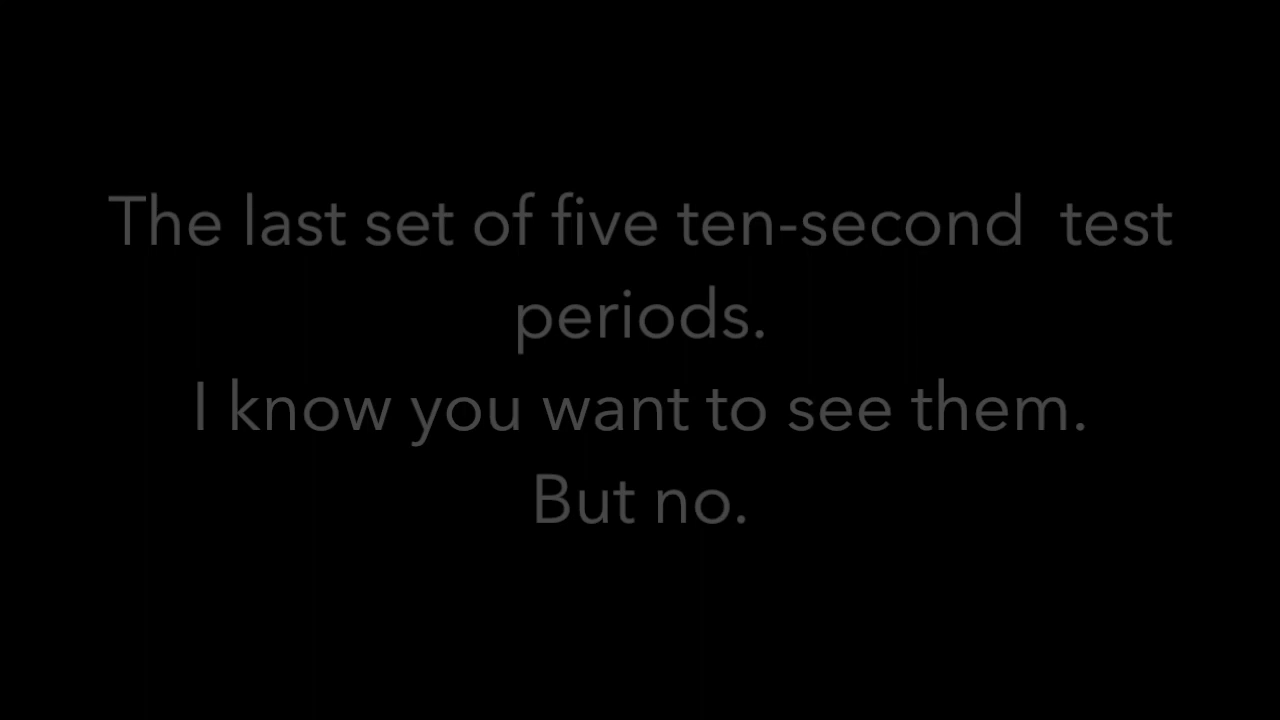 The last set of five ten-second  test
periods.
I know you want to see them.
But no.